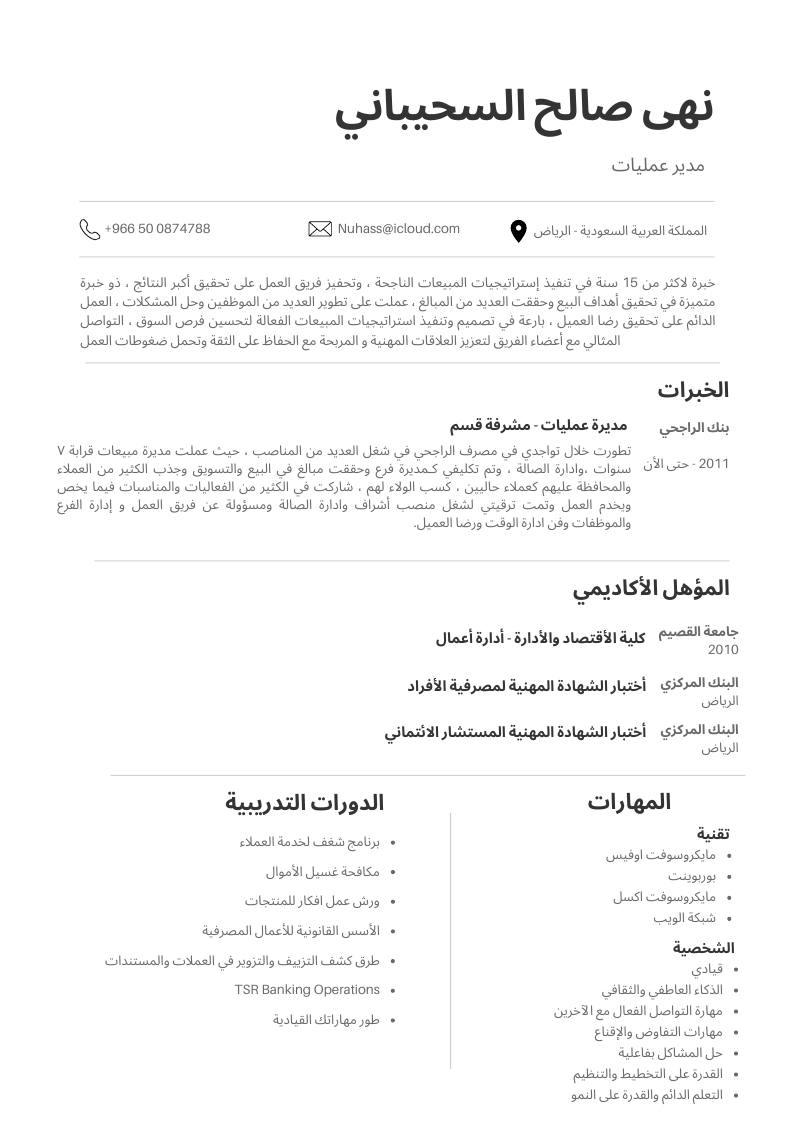 نهى صالح السحيباني
مدير عمليات
المملكة العربية السعودية - الرياض
Nuhass@icloud.com
+966 50 0874788
خبرة لاكثر من 15 سنة في تنفيذ إستراتيجيات المبيعات الناجحة ، وتحفيز فريق العمل على تحقيق أكبر النتائج ، ذو خبرة
متميزة في تحقيق أهداف البيع وحققت العديد من المبالغ ، عملت على تطوير العديد من الموظفين وحل المشكلات ، العمل
الدائم على تحقيق رضا العميل ، بارعة في تصميم وتنفيذ استراتيجيات المبيعات الفعالة لتحسين فرص السوق ، التواصل
المثالي مع أعضاء الفريق لتعزيز العلاقات المهنية و المربحة مع الحفاظ على الثقة وتحمل ضغوطات العمل
الخبرات
بنك الراجحي
2011 - حتى الأن
مديرة عمليات - مشرفة قسم
تطورت خلال تواجدي في مصرف الراجحي في شغل العديد من المناصب ، حيث عملت مديرة مبيعات قرابة ٧
سنوات ،وادارة الصالة ، وتم تكليفي كـمديرة فرع وحققت مبالغ في البيع والتسويق وجذب الكثير من العملاء
والمحافظة عليهم كعملاء حاليين ، كسب الولاء لهم ، شاركت في الكثير من الفعاليات والمناسبات فيما يخص
ويخدم العمل وتمت ترقيتي لشغل منصب أشراف وادارة الصالة ومسؤولة عن فريق العمل و إدارة الفرع
والموظفات وفن ادارة الوقت ورضا العميل.
المؤهل الأكاديمي
جامعة القصيم
2010
كلية الأقتصاد والأدارة - أدارة أعمال
البنك المركزي
الرياض
أختبار الشهادة المهنية لمصرفية الأفراد
البنك المركزي
الرياض
أختبار الشهادة المهنية المستشار الائتماني
المهارات
تقنية
• مايكروسوفت اوفيس
• بوربوينت
• مايكروسوفت اكسل
• شبكة الويب
الشخصية
• قيادي
• الذكاء العاطفي والثقافي
• مهارة التواصل الفعال مع الآخرين
• مهارات التفاوض والإقناع
• حل المشاكل بفاعلية
• القدرة على التخطيط والتنظيم
• التعلم الدائم والقدرة على النمو
الدورات التدريبية
• برنامج شغف لخدمة العملاء
• مكافحة غسيل الأموال
• ورش عمل افكار للمنتجات
• الأسس القانونية للأعمال المصرفية
• طرق كشف التزييف والتزوير في العملات والمستندات
• TSR Banking Operations
• طور مهاراتك القيادية